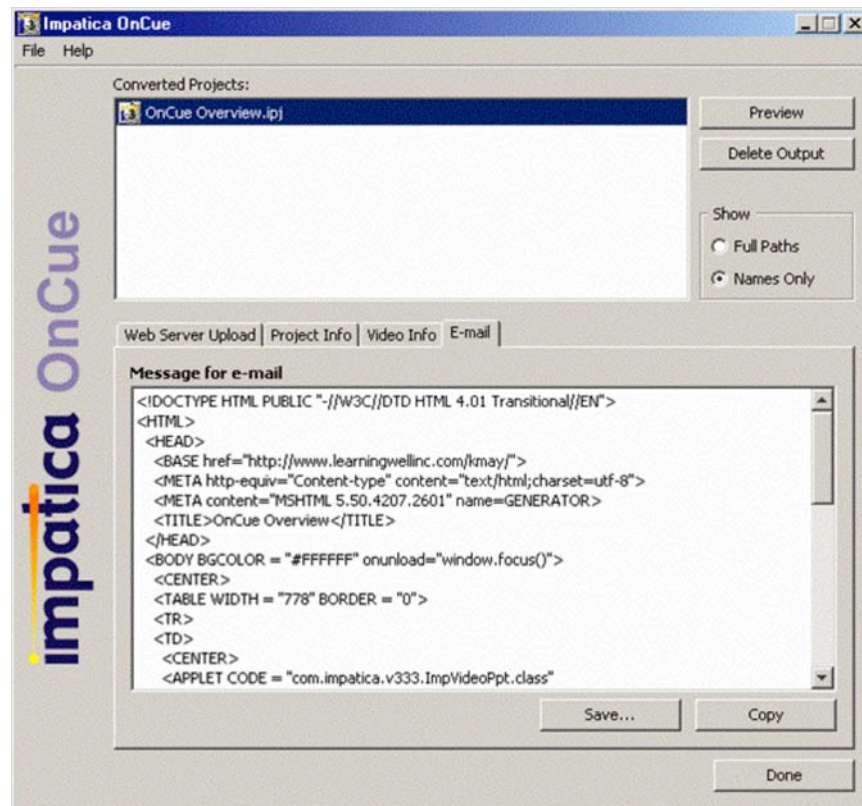 Impatica OnCue
File Help
Converted Projects:
OnCue Overview.ipj
Preview
Delete Output
Show
Full Paths
Names Only
impatica OnCue
Web Server Upload Project Info Video Info E-mail
Message for e-mail
<!DOCTYPE HTML PUBLIC "-//W3C//DTD HTML 4.01 Transitional//EN">
<HTML>
<HEAD>
<BASE href="http://www.learningwellinc.com/kmay/">
<META http-equiv="Content-type" content="text/html;charset=utf-8">
<META content="MSHTML 5.50.4207.2601" name=GENERATOR>
<TITLE>OnCue Overview</TITLE>
</HEAD>
<BODY BGCOLOR = "#FFFFFF" onunload="window.focus()">
<CENTER>
<TABLE WIDTH = "778" BORDER = "0">
<TR>
<TD>
<CENTER>
<APPLET CODE = "com.impatica.v333.ImpVideoPpt.class"
Save... Copy
Done